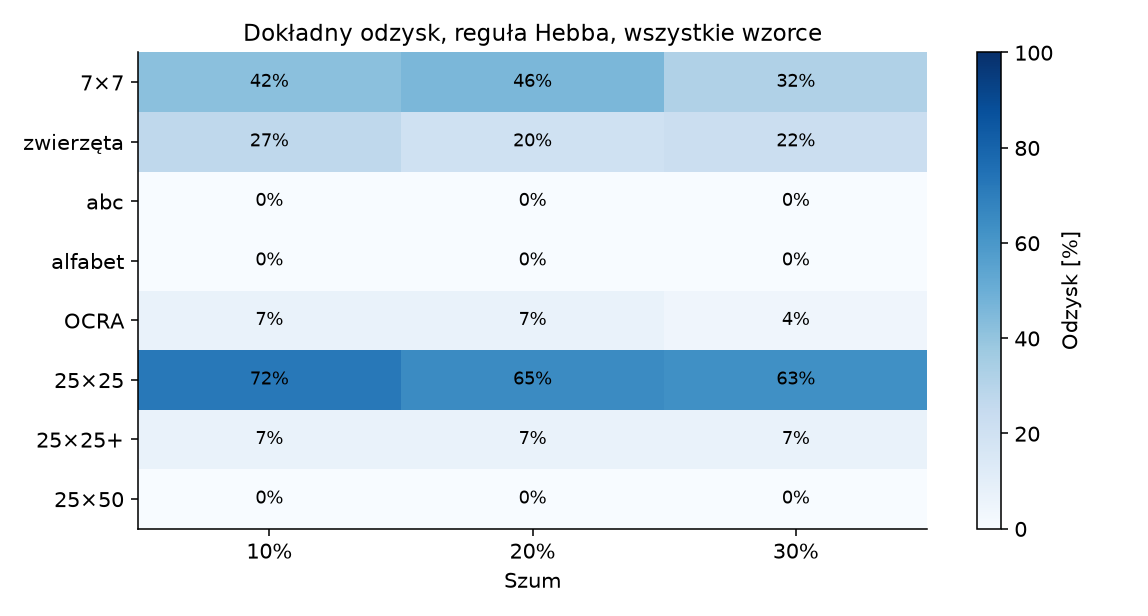 Dokładny odzysk, reguła Hebba, wszystkie wzorce
7×7 42% 46% 32%
zwierzęta 27% 20% 22%
abc 0% 0% 0%
alfabet 0% 0% 0%
OCRA 7% 7% 4%
25×25 72% 65% 63%
25×25+ 7% 7% 7%
25×50 0% 0% 0%
10% 20% 30%
Szum
100
80
60
40
20
0
Odzysk [%]